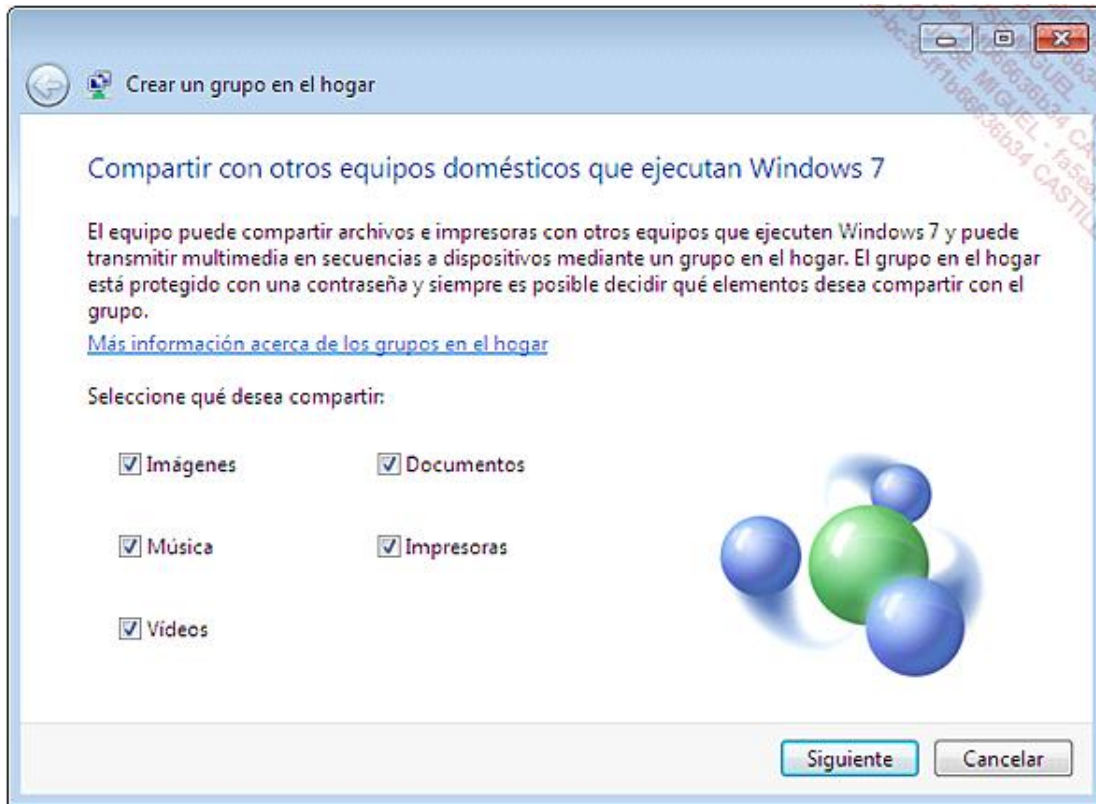 Crear un grupo en el hogar
Compartir con otros equipos domésticos que ejecutan Windows 7
El equipo puede compartir archivos e impresoras con otros equipos que ejecuten Windows 7 y puede
transmitir multimedia en secuencias a dispositivos mediante un grupo en el hogar. El grupo en el hogar
está protegido con una contraseña y siempre es posible decidir qué elementos desea compartir con el
grupo.
Más información acerca de los grupos en el hogar
Seleccione qué desea compartir:
Imágenes Documentos
Música Impresoras
Vídeos
Siguiente Cancelar